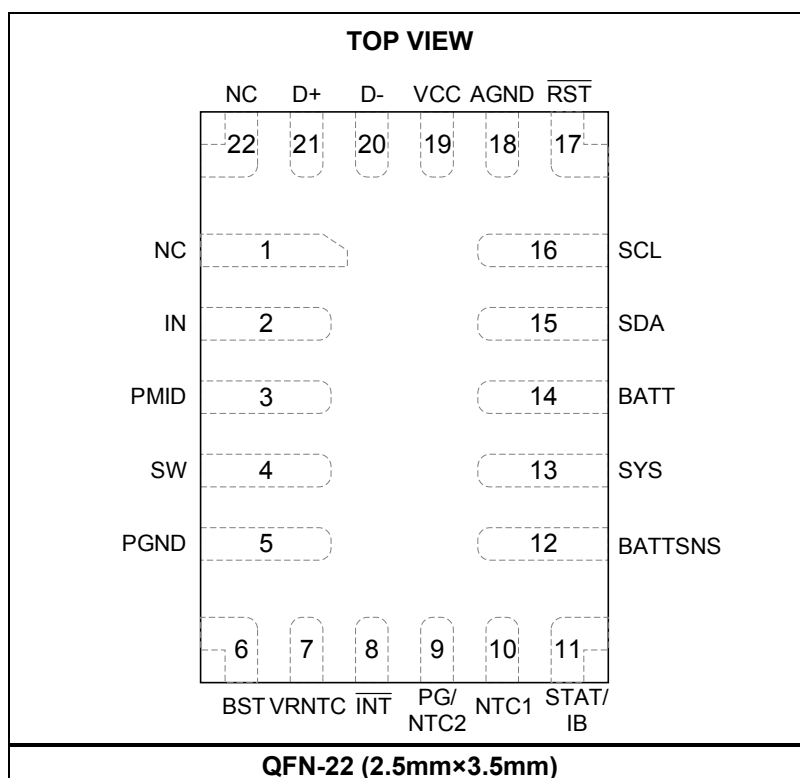 TOP VIEW
NC D+ D- VCC AGND R̅S̅T̅
22 21 20 19 18 17
NC 1 16 SCL
IN 2 15 SDA
PMID 3 14 BATT
SW 4 13 SYS
PGND 5 12 BATTSNS
6 7 8 9 10 11
BST VRNTC I̅N̅T̅ PG/ NTC1 STAT/
NTC2 IB
QFN-22 (2.5mm×3.5mm)